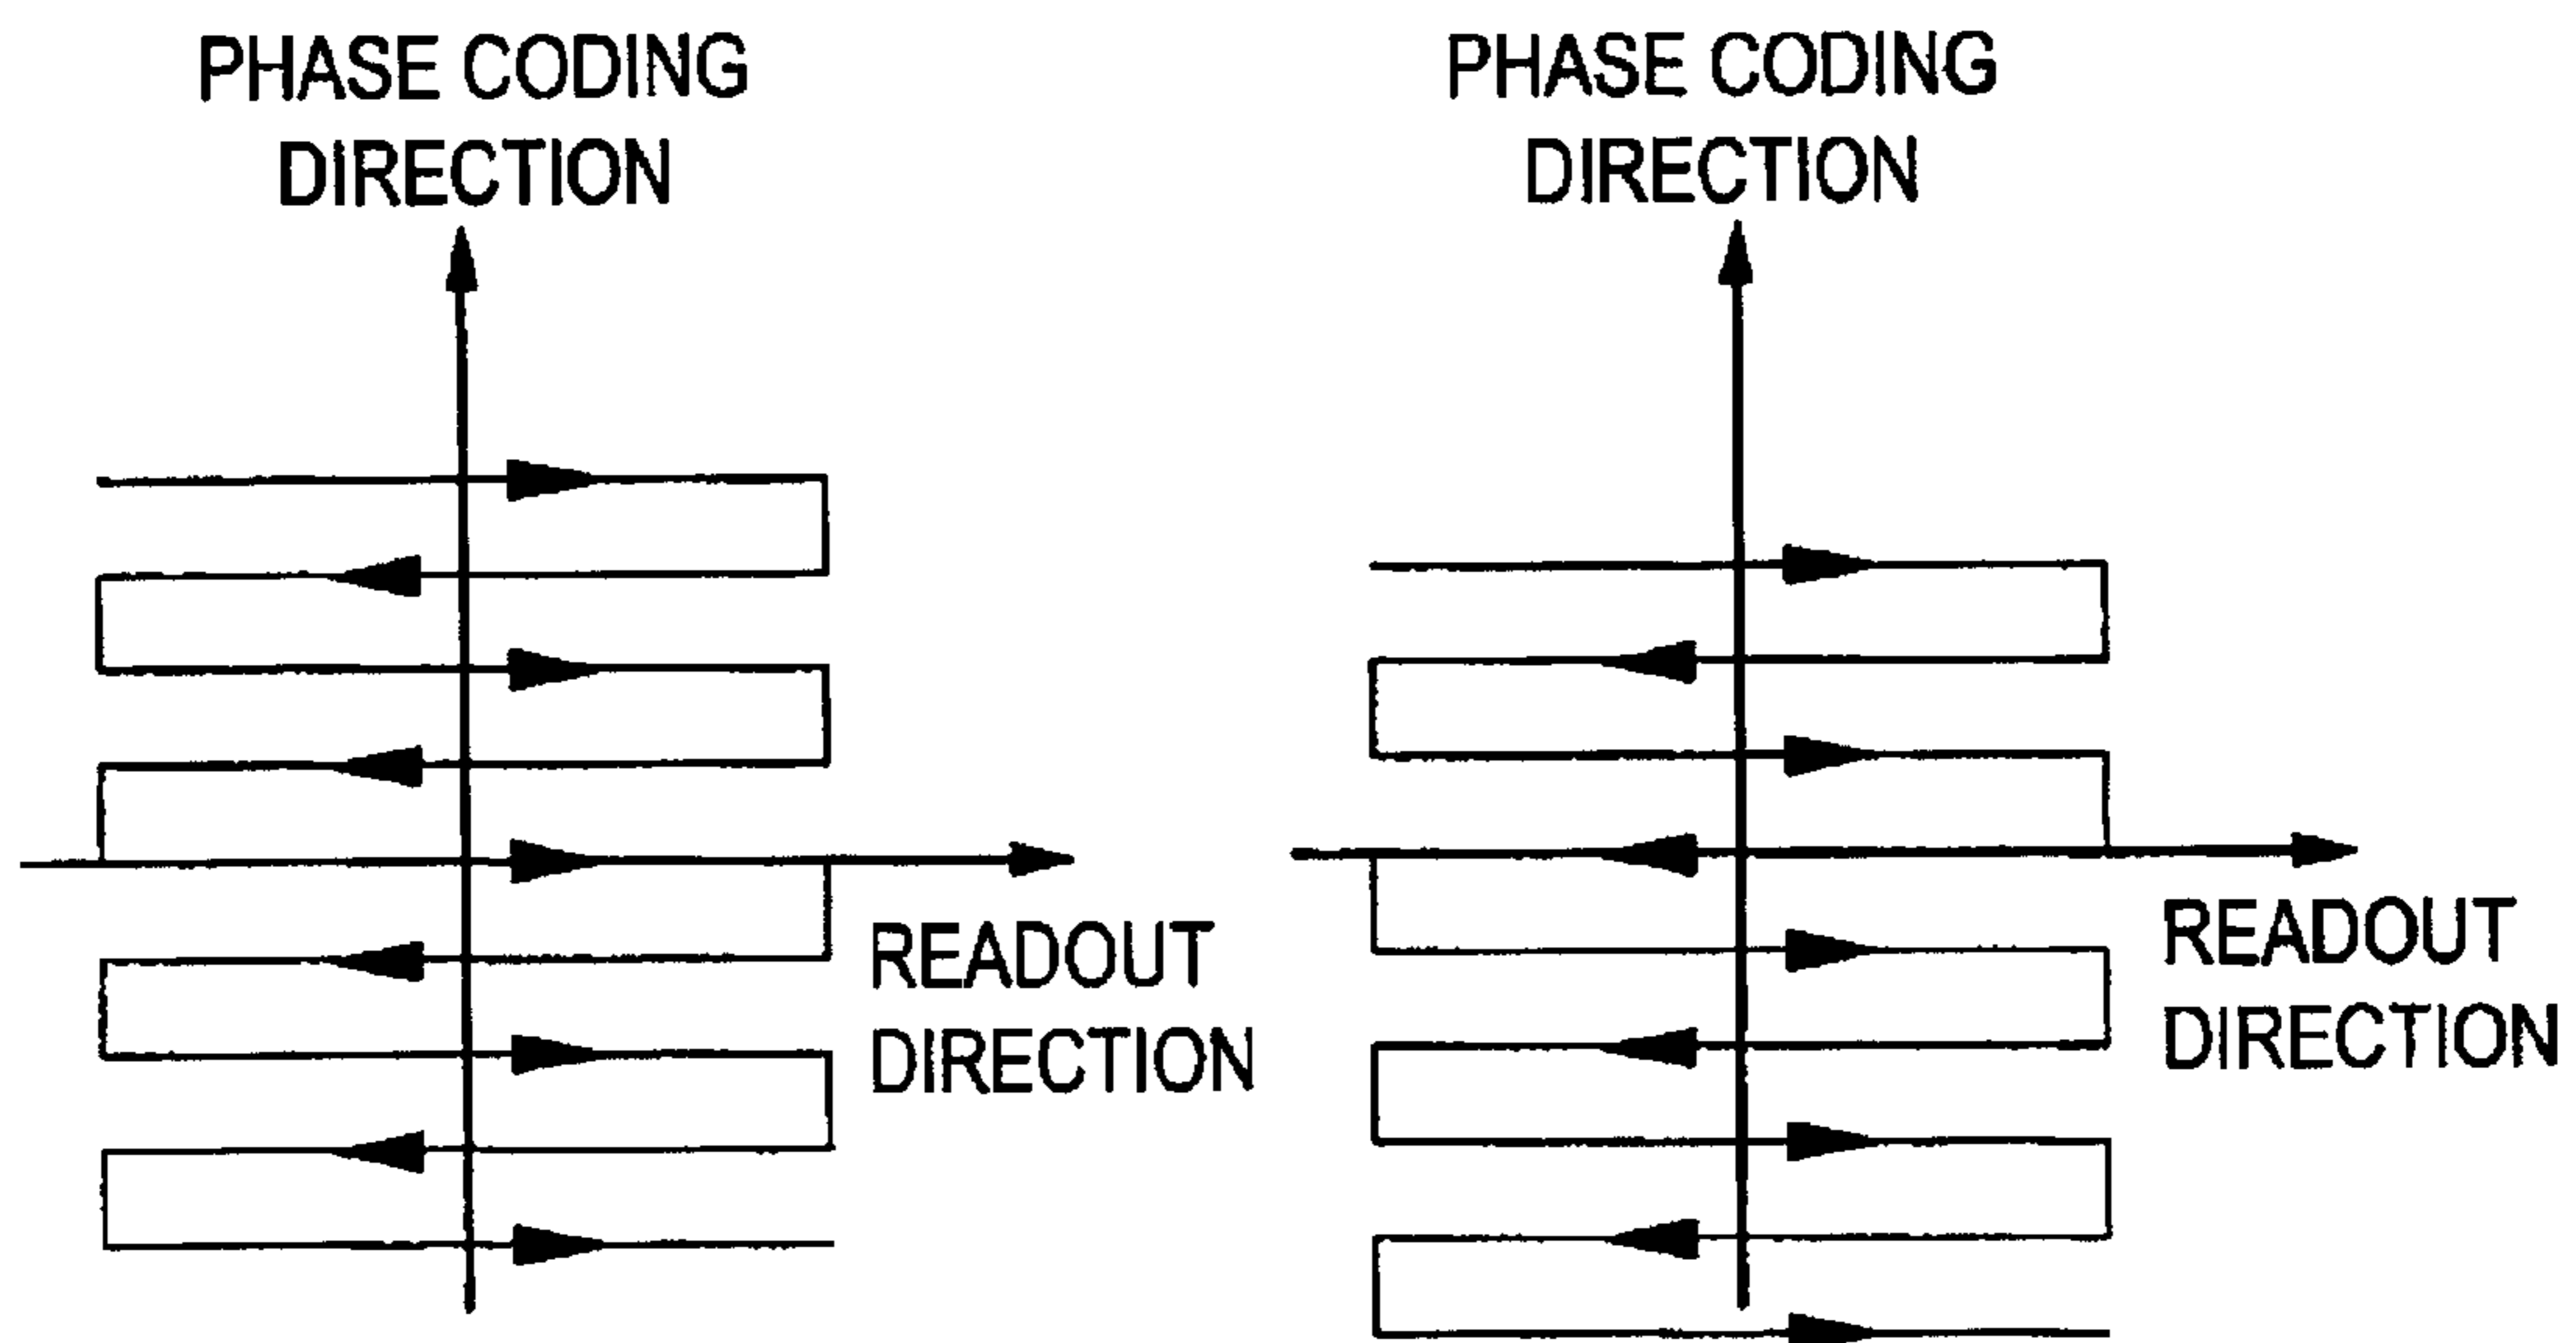 PHASE CODING
DIRECTION
READOUT
DIRECTION
PHASE CODING
DIRECTION
READOUT
DIRECTION